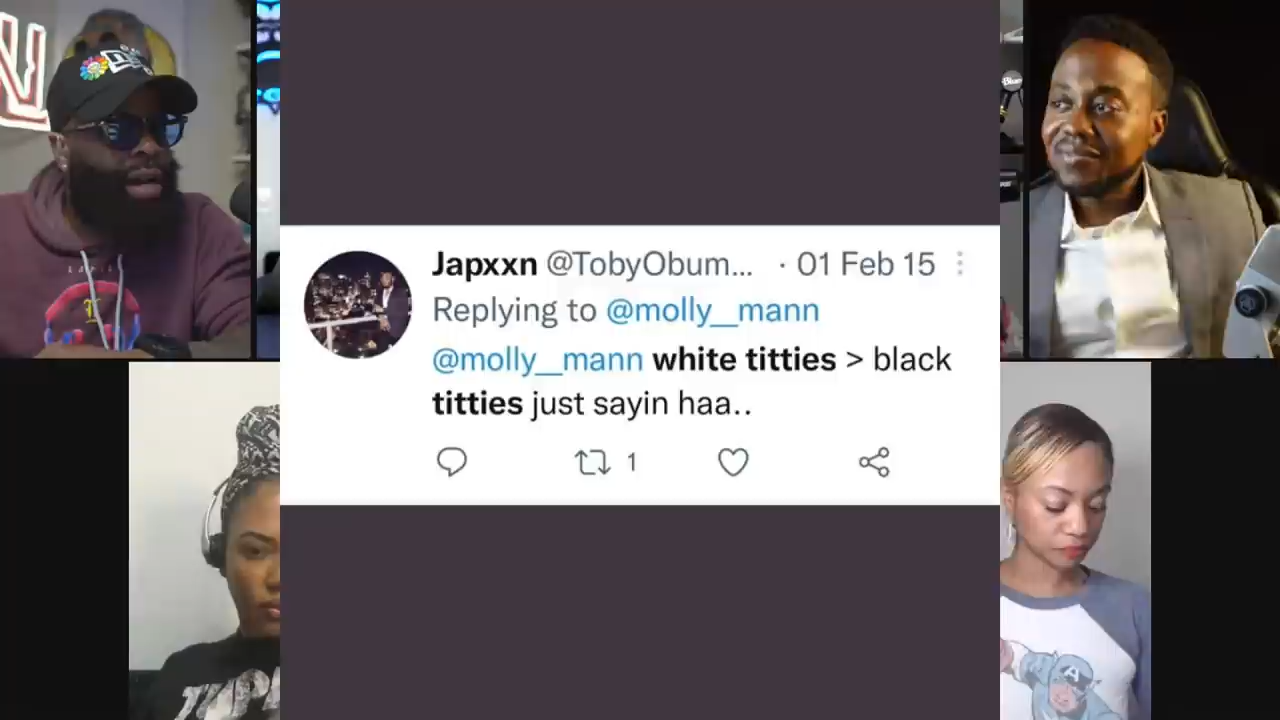 Japxxn @TobyObum... · 01 Feb 15
Replying to @molly__mann
@molly__mann white titties > black
titties just sayin haa..
1